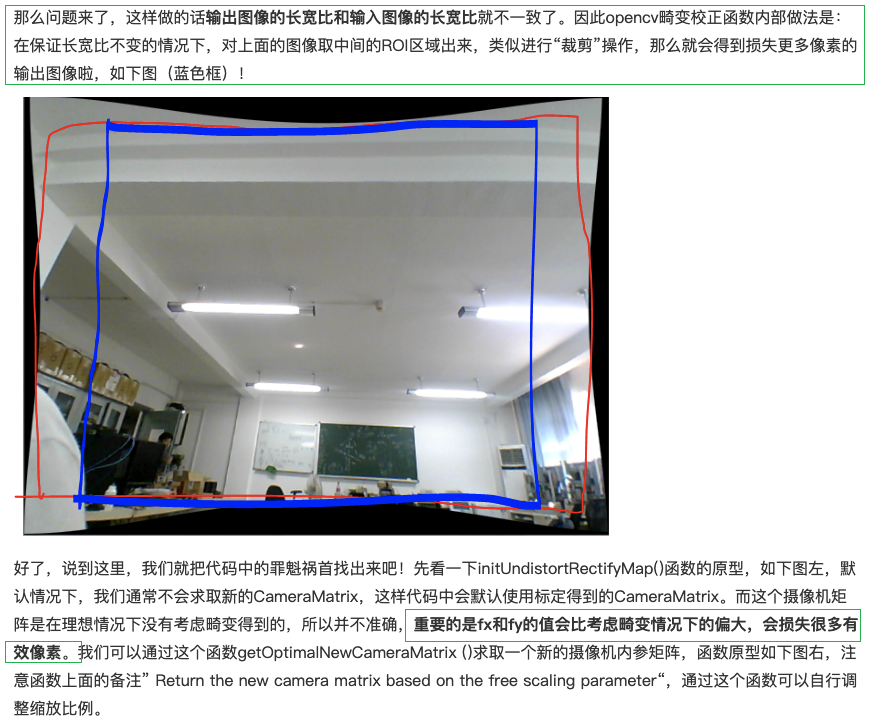 那么问题来了，这样做的话输出图像的长宽比和输入图像的长宽比就不一致了。因此opencv畸变校正函数内部做法是：
在保证长宽比不变的情况下，对上面的图像取中间的ROI区域出来，类似进行“裁剪”操作，那么就会得到损失更多像素的
输出图像啦，如下图（蓝色框）！
好了，说到这里，我们就把代码中的罪魁祸首找出来吧！先看一下initUndistortRectifyMap()函数的原型，如下图左，默
认情况下，我们通常不会求取新的CameraMatrix，这样代码中会默认使用标定得到的CameraMatrix。而这个摄像机矩
阵是在理想情况下没有考虑畸变得到的，所以并不准确，重要的是fx和fy的值会比考虑畸变情况下的偏大，会损失很多有
效像素。我们可以通过这个函数getOptimalNewCameraMatrix ()求取一个新的摄像机内参矩阵，函数原型如下图右，注
意函数上面的备注” Return the new camera matrix based on the free scaling parameter“，通过这个函数可以自行调
整缩放比例。